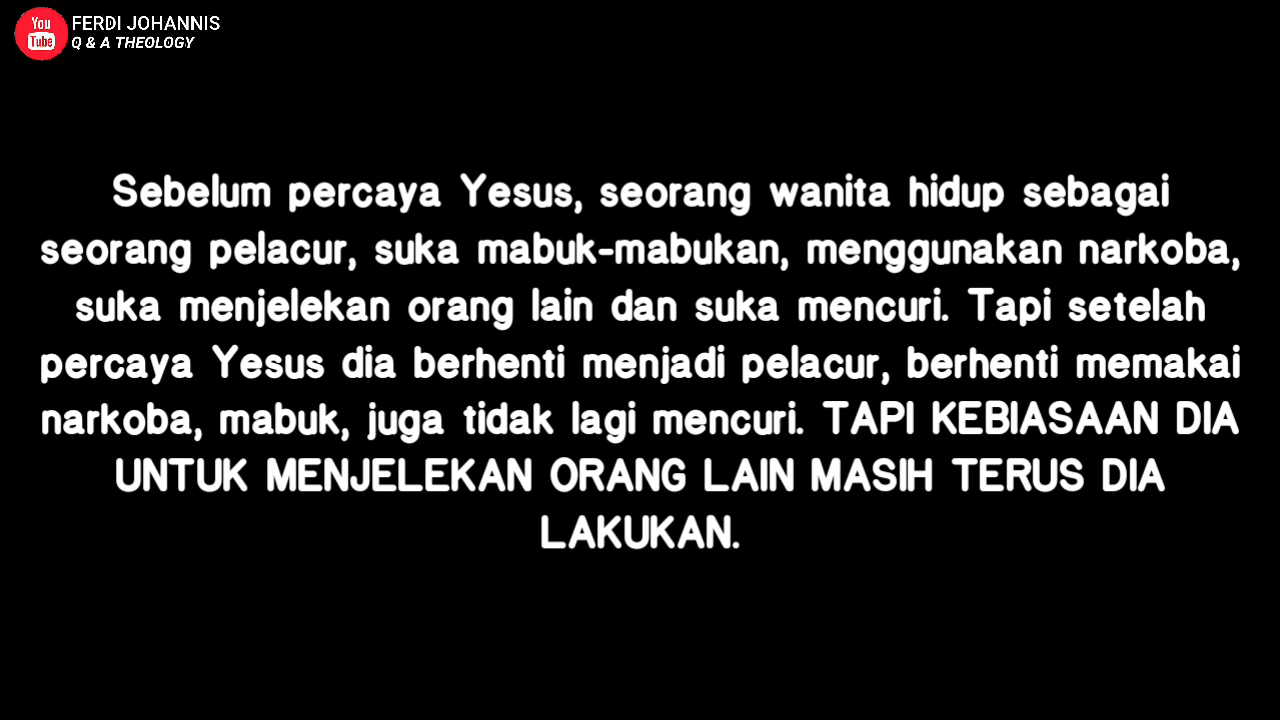 You
Tube
FERDI JOHANNIS
Q & A THEOLOGY
Sebelum percaya Yesus, seorang wanita hidup sebagai
seorang pelacur, suka mabuk-mabukan, menggunakan narkoba,
suka menjelekan orang lain dan suka mencuri. Tapi setelah
percaya Yesus dia berhenti menjadi pelacur, berhenti memakai
narkoba, mabuk, juga tidak lagi mencuri. TAPI KEBIASAAN DIA
UNTUK MENJELEKAN ORANG LAIN MASIH TERUS DIA
LAKUKAN.